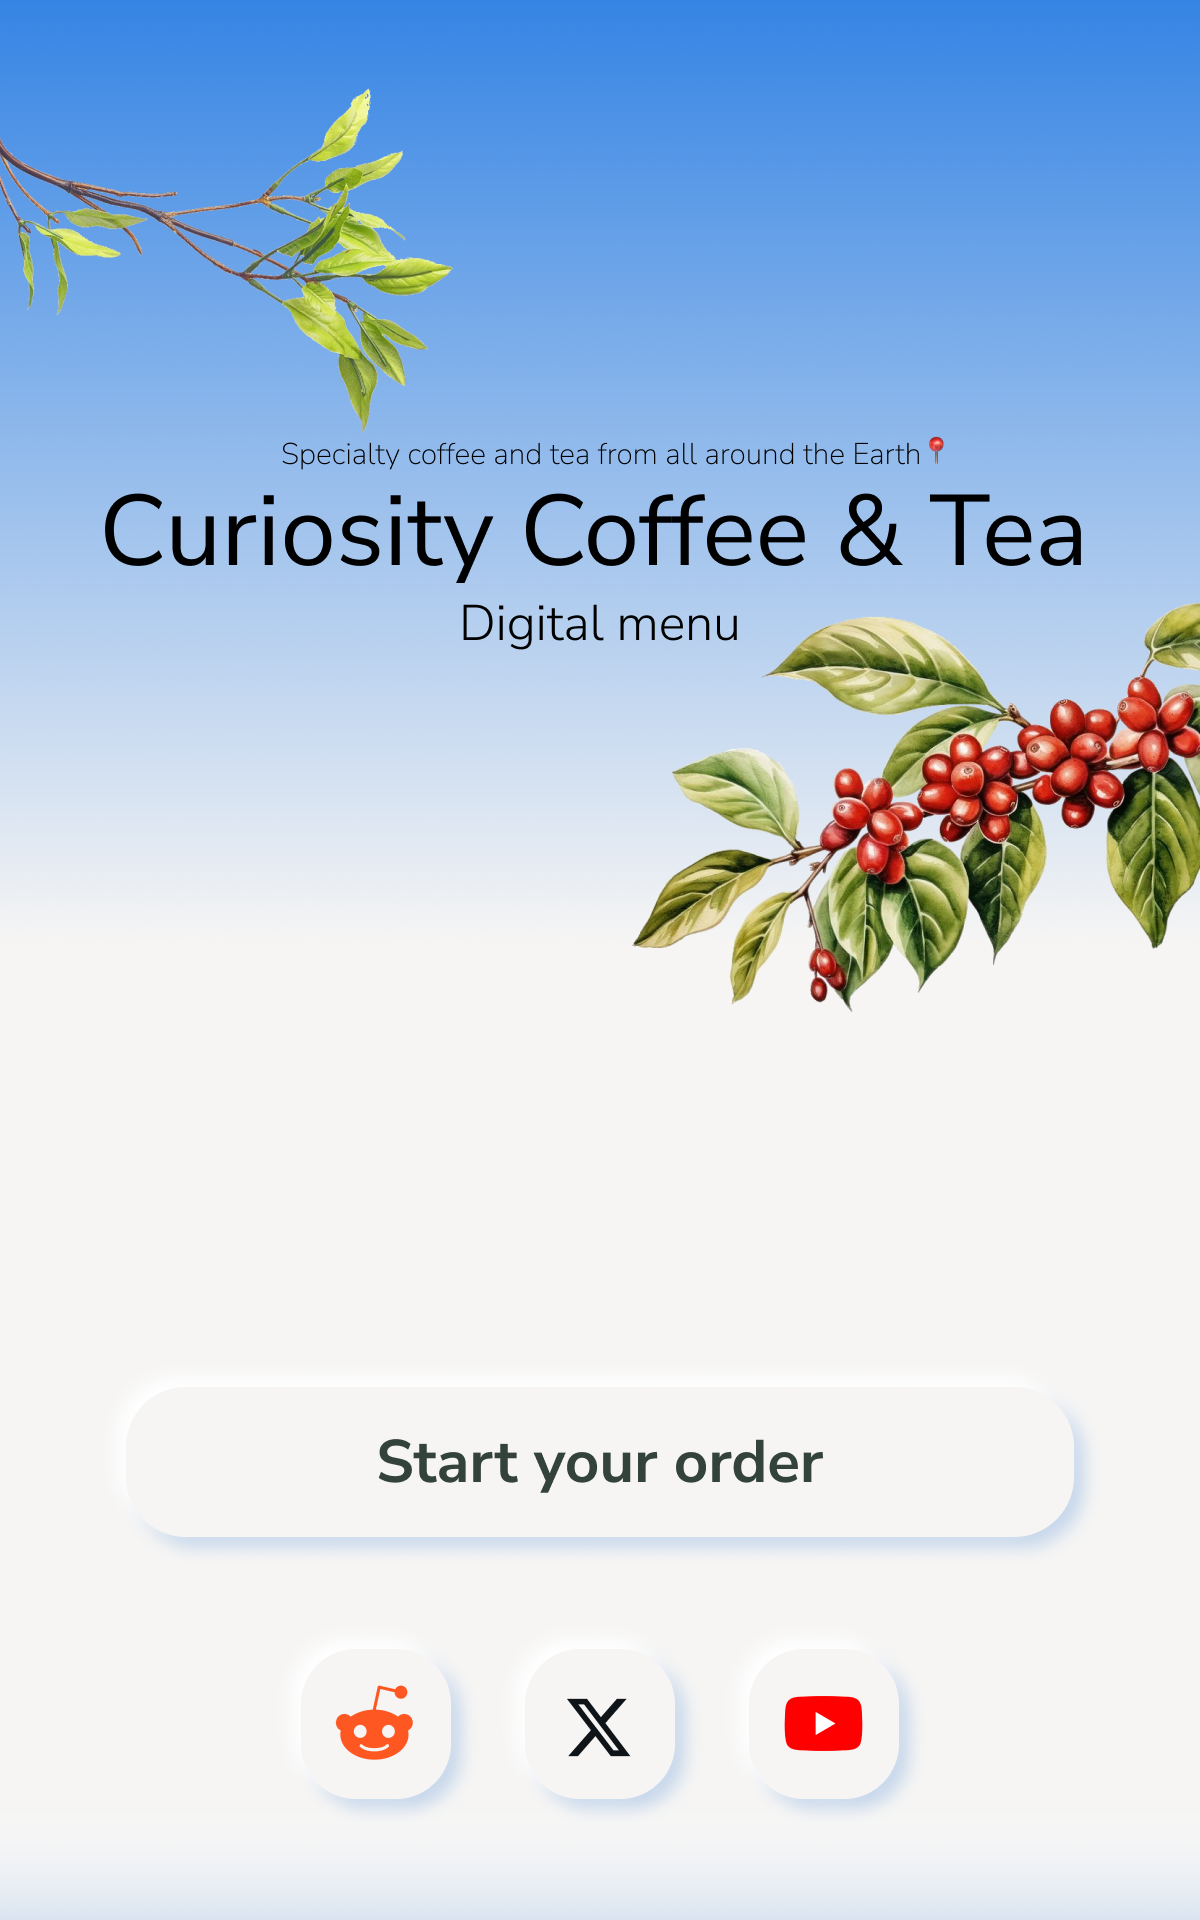 Specialty coffee and tea from all around the Earth📍
Curiosity Coffee & Tea
Digital menu
Start your order